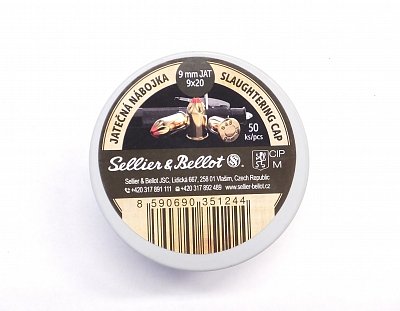 JATEČNÁ NÁBOJKA
9 mm JAT
9x20
SLAUGHTERING CAP
50
ks/pcs
Sellier & Bellot S&B.
CIP
M
Sellier & Bellot JSC, Lidická 667, 258 01 Vlašim, Czech Republic
+420 317 891 111 +420 317 892 489 www.sellier-bellot.cz
8 590690 351244